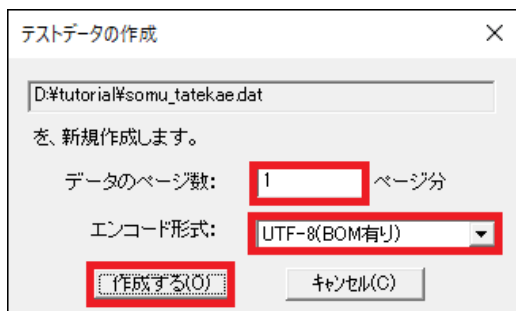 テストデータの作成
D:¥tutorial¥somu_tatekae.dat
を、新規作成します。
データのページ数: 1 ページ分
エンコード形式: UTF-8(BOM有り)
作成する(O) キャンセル(C)